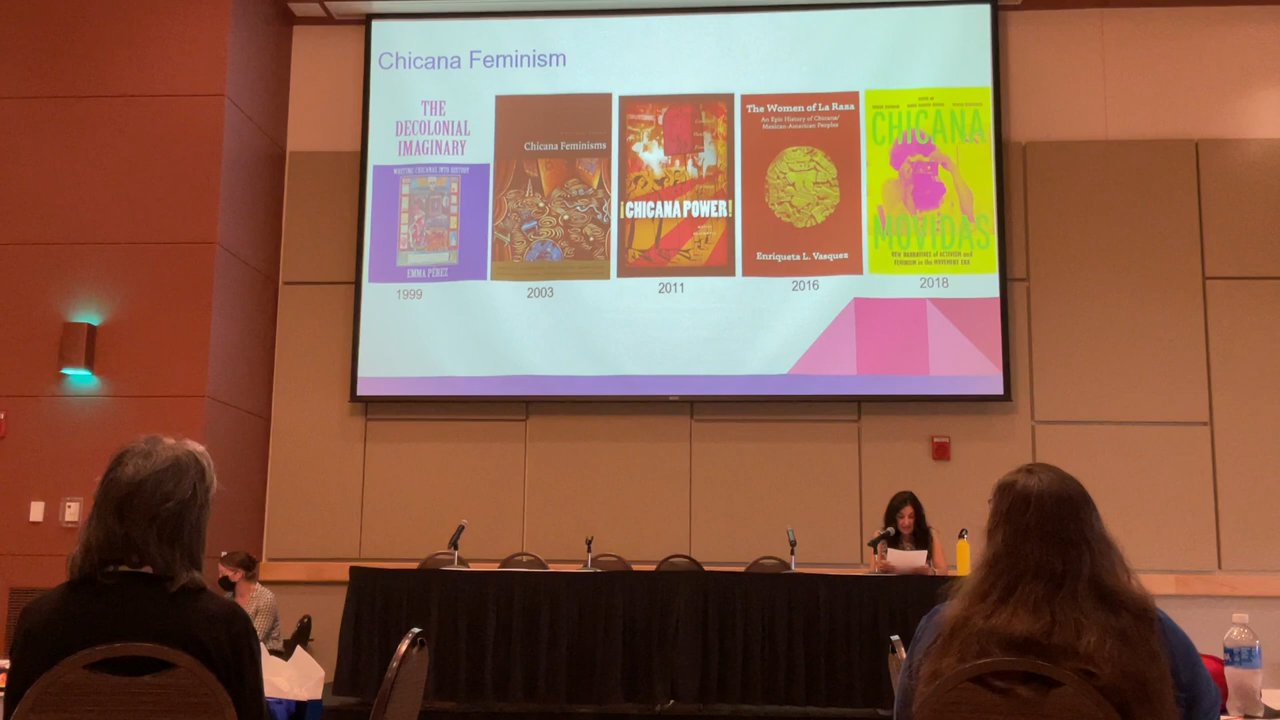 Chicana Feminism
THE
DECOLONIAL
IMAGINARY
WRITING CHICANAS INTO HISTORY
EMMA PÉREZ
1999
Chicana Feminisms
2003
¡CHICANA POWER!
2011
The Women of La Raza
An Epic History of Chicana/
Mexican American Peoples
Enriqueta L. Vasquez
2016
CHICANA
MOVIDAS
NEW NARRATIVES of ACTIVISM and
FEMINISM in the MOVEMENT ERA
2018